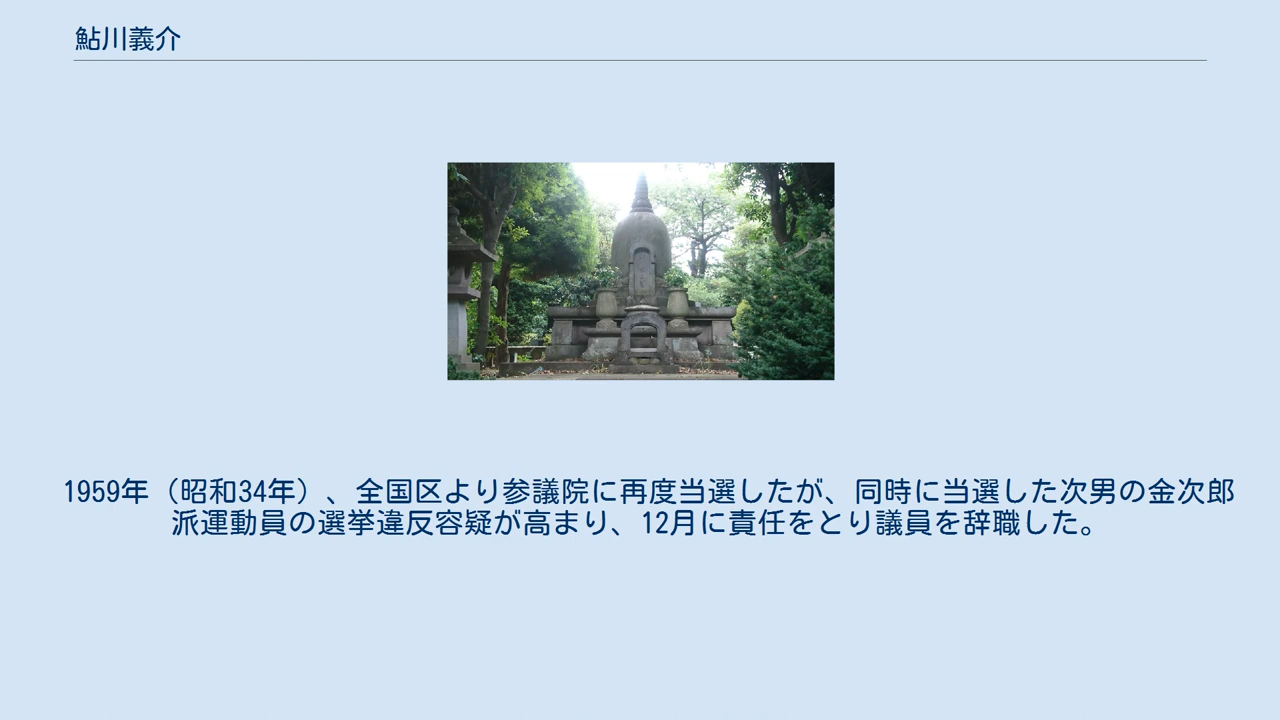 鮎川義介
1959年（昭和34年）、全国区より参議院に再度当選したが、同時に当選した次男の金次郎
派運動員の選挙違反容疑が高まり、12月に責任をとり議員を辞職した。